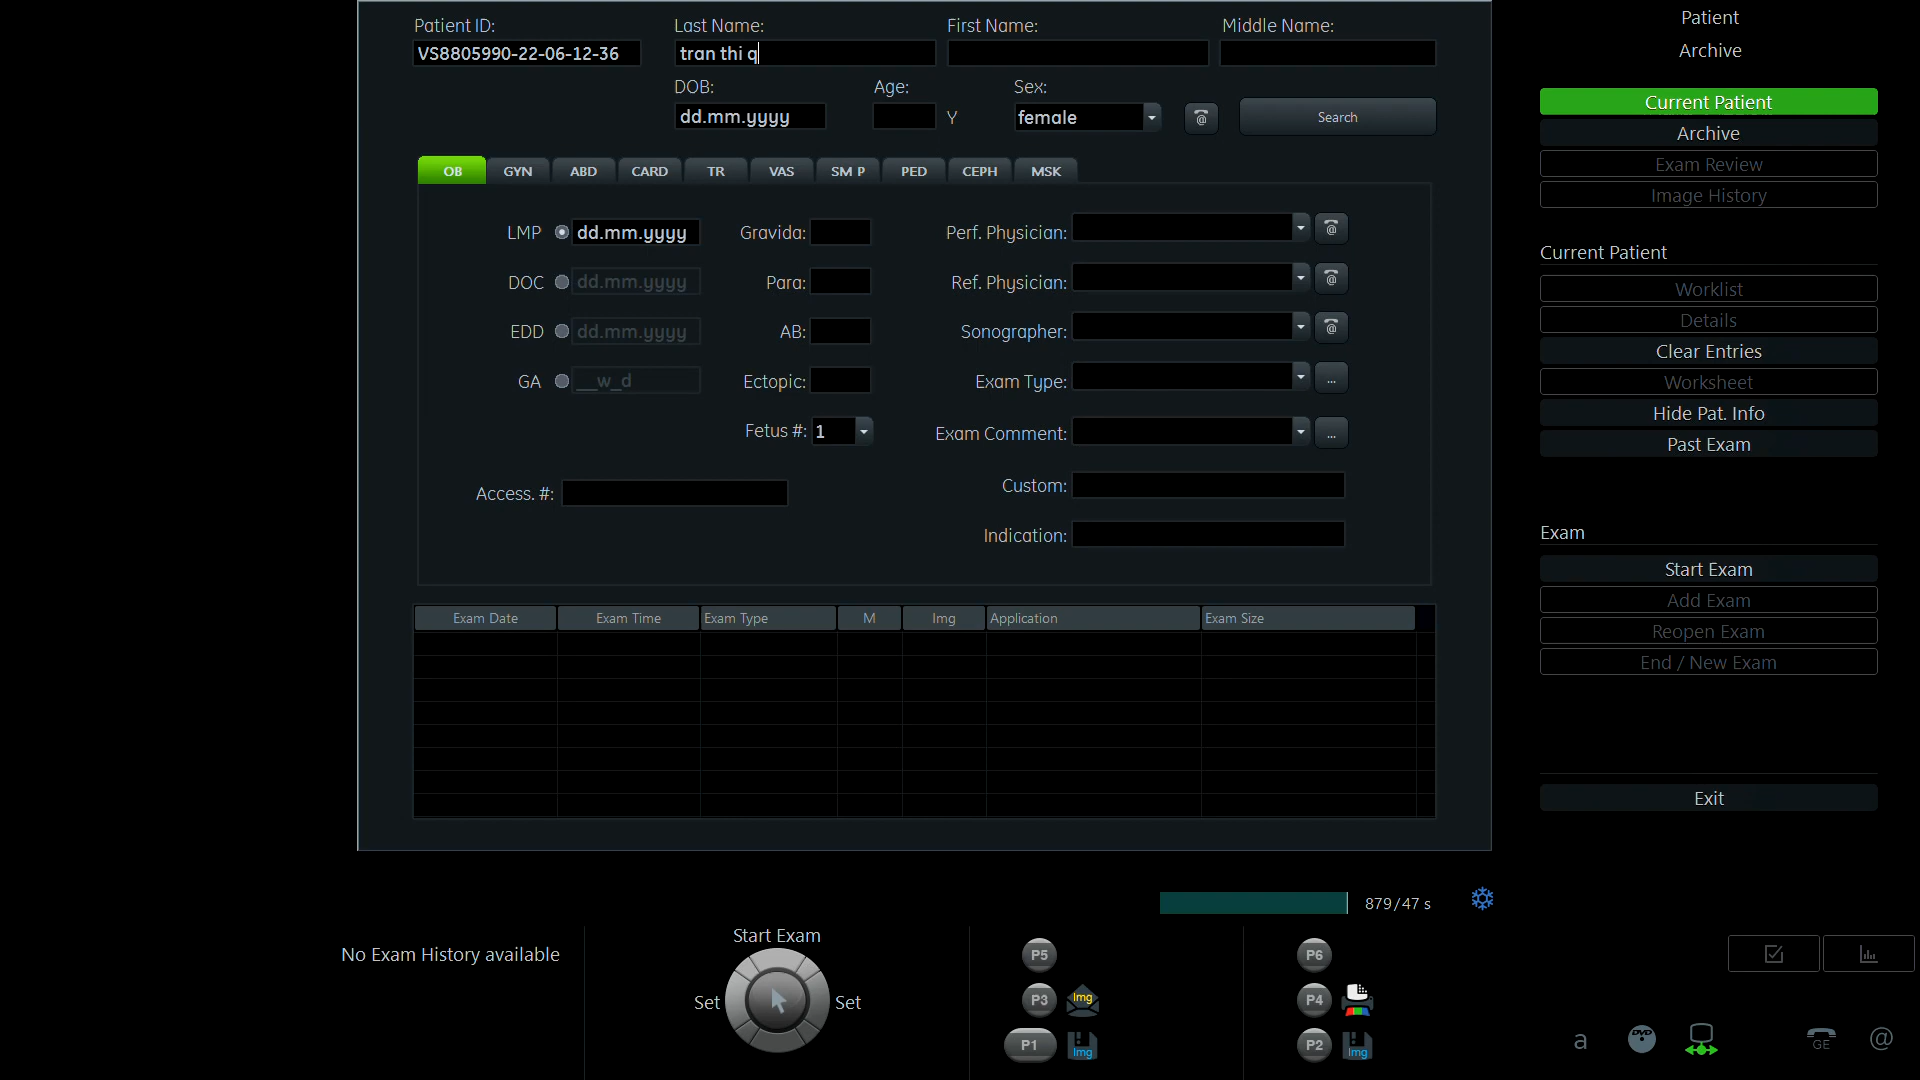 Patient ID: Last Name: First Name: Middle Name:
VS8805990-22-06-12-36 tran thi q
DOB: Age: Sex:
dd.mm.yyyy Y female @ Search
OB GYN ABD CARD TR VAS SM P PED CEPH MSK
LMP dd.mm.yyyy Gravida: Perf. Physician: @
DOC dd.mm.yyyy Para: Ref. Physician: @
EDD dd.mm.yyyy AB: Sonographer: @
GA __w_d Ectopic: Exam Type: ...
Fetus #: 1 Exam Comment: ...
Access. #: Custom:
Indication:
Exam Date Exam Time Exam Type M Img Application Exam Size
Patient
Archive
Current Patient
Archive
Exam Review
Image History
Current Patient
Worklist
Details
Clear Entries
Worksheet
Hide Pat. Info
Past Exam
Exam
Start Exam
Add Exam
Reopen Exam
End / New Exam
Exit
879/47 s
No Exam History available
Start Exam
Set Set
P5 P6
P3 Img P4
P1 Img P2 Img
a DVD GE @